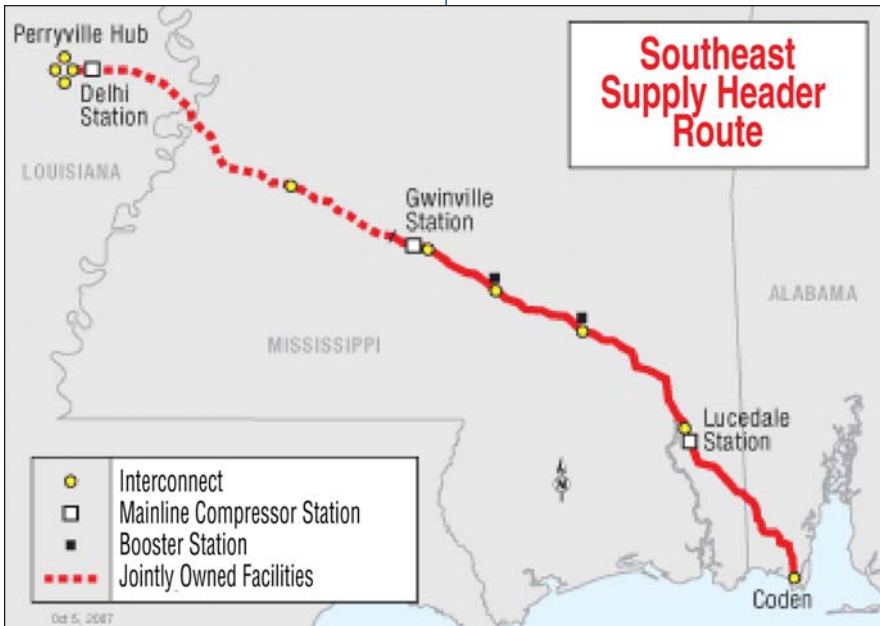 Perryville Hub
Delhi
Station
Southeast
Supply Header
Route
LOUISIANA
Gwinville
Station
ALABAMA
MISSISSIPPI
Lucedale
Station
N
Interconnect
Mainline Compressor Station
Booster Station
Jointly Owned Facilities
Coden
Oct 5, 2007